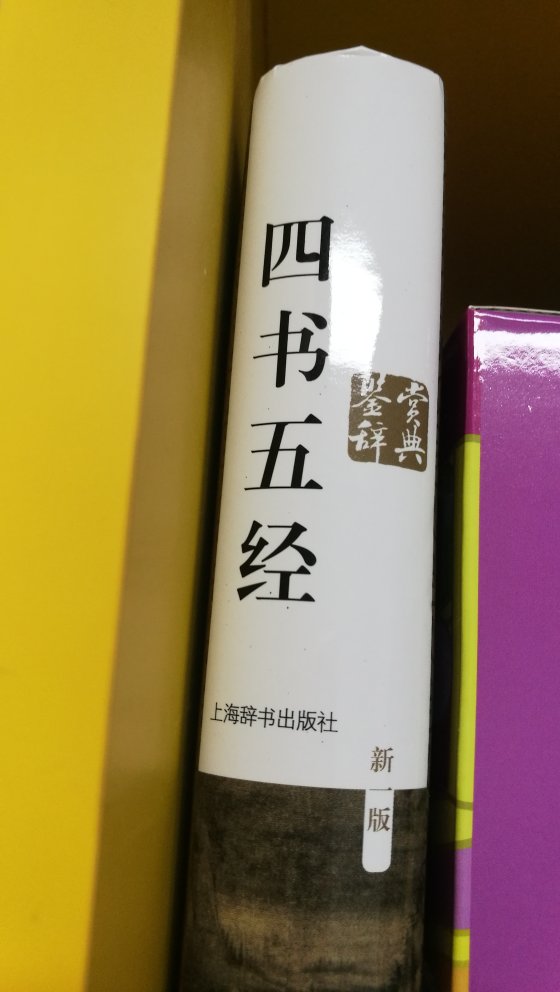 四书五经
鉴赏
辞典
上海辞书出版社
新一版